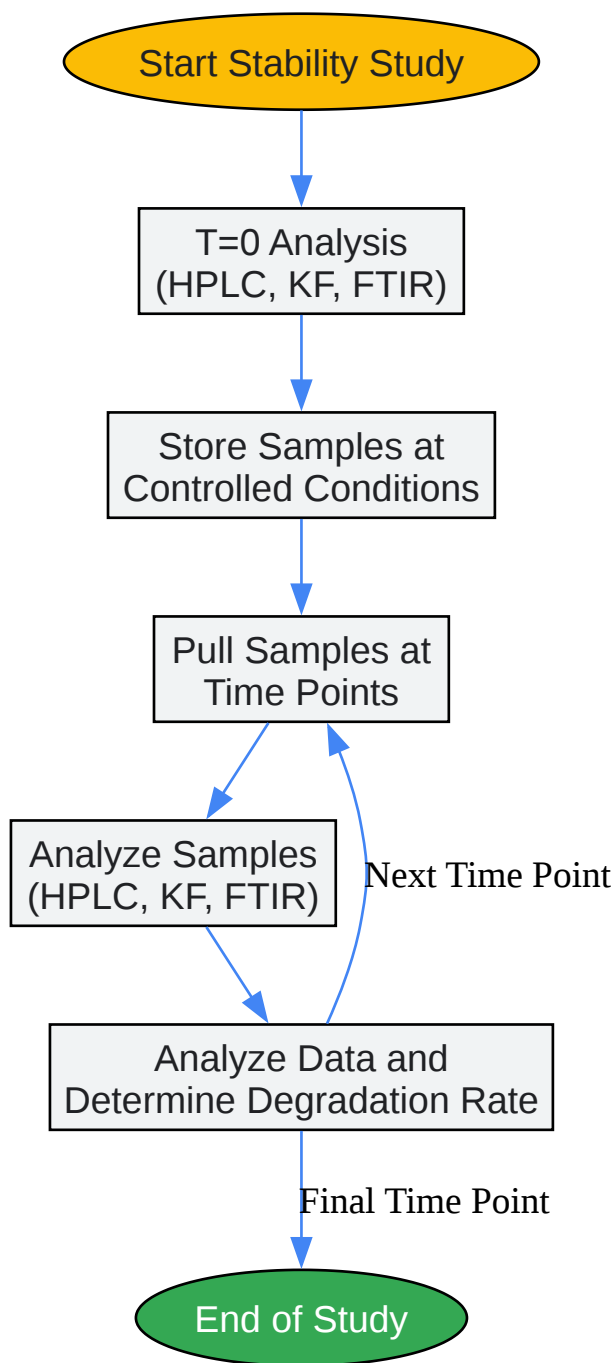 Start Stability Study
T=0 Analysis
(HPLC, KF, FTIR)
Store Samples at
Controlled Conditions
Pull Samples at
Time Points
Analyze Samples
(HPLC, KF, FTIR)
Next Time Point
Analyze Data and
Determine Degradation Rate
Final Time Point
End of Study